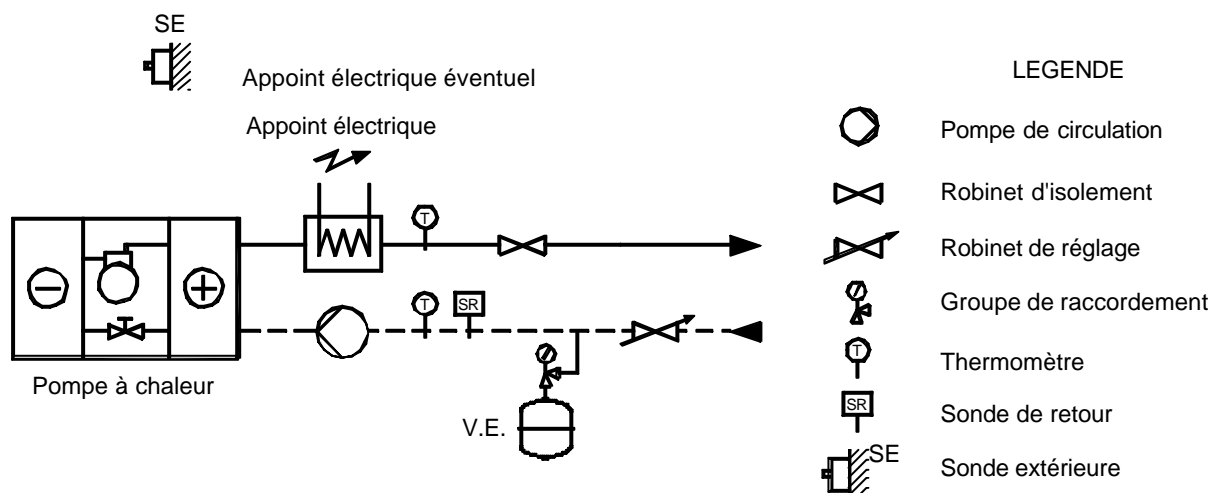 SE
Appoint électrique éventuel
Appoint électrique
T
T
SR
Pompe à chaleur
V.E.
LEGENDE
Pompe de circulation
Robinet d'isolement
Robinet de réglage
Groupe de raccordement
T
Thermomètre
SR
Sonde de retour
SE
Sonde extérieure